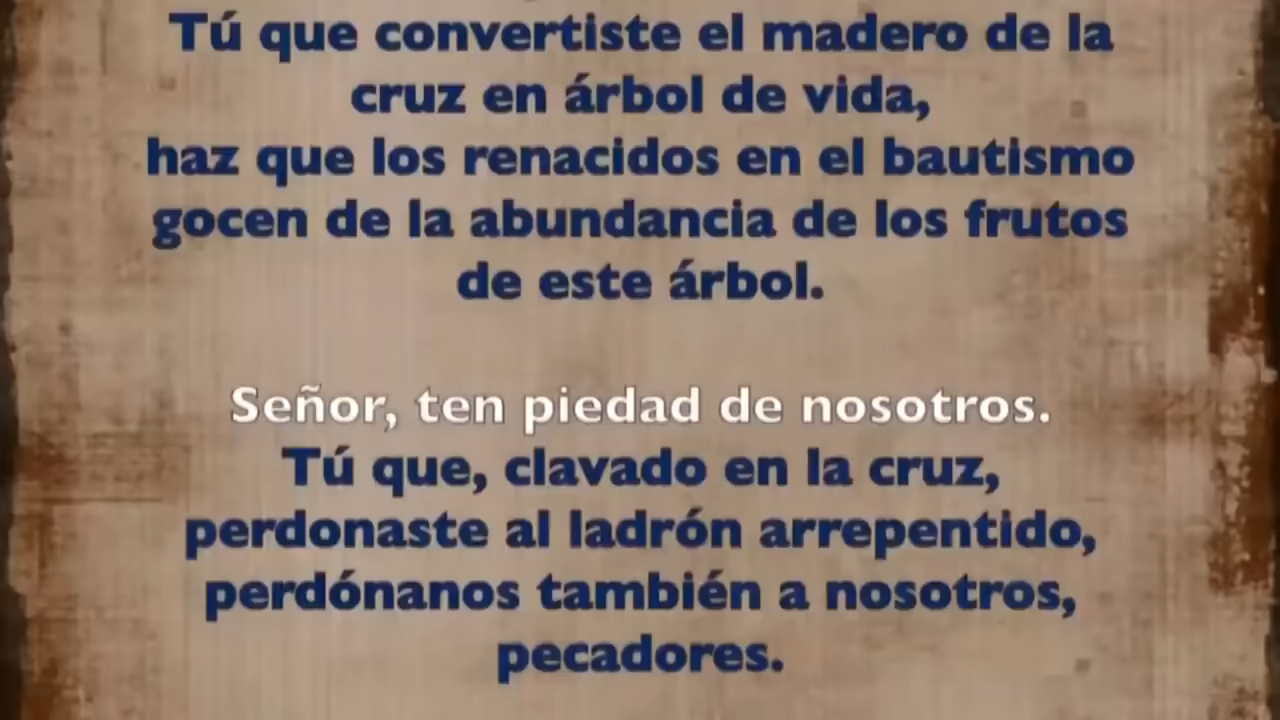 Tú que convertiste el madero de la
cruz en árbol de vida,
haz que los renacidos en el bautismo
gocen de la abundancia de los frutos
de este árbol.
Señor, ten piedad de nosotros.
Tú que, clavado en la cruz,
perdonaste al ladrón arrepentido,
perdónanos también a nosotros,
pecadores.